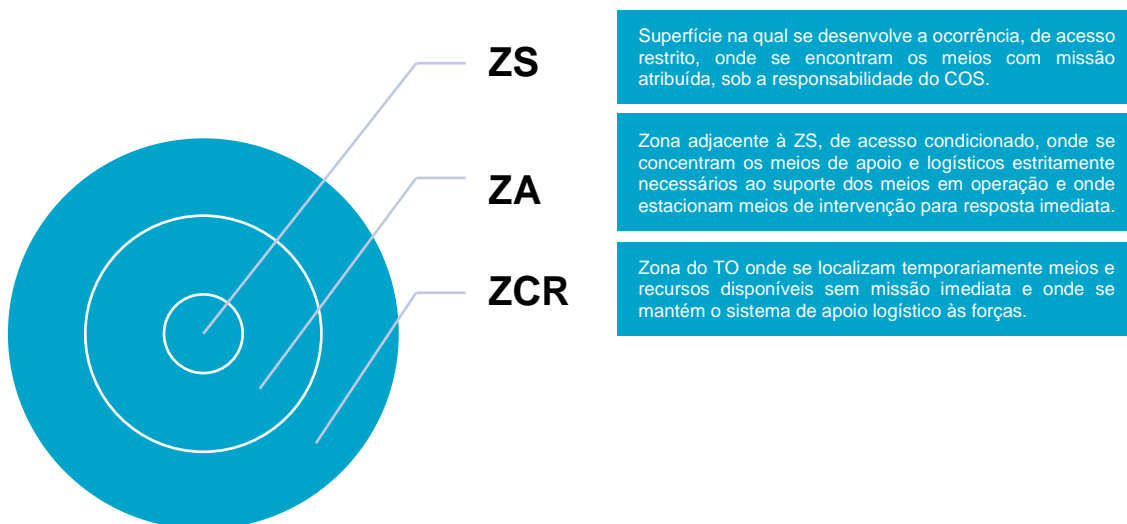 ZS
Superfície na qual se desenvolve a ocorrência, de acesso
restrito, onde se encontram os meios com missão
atribuída, sob a responsabilidade do COS.
ZA
Zona adjacente à ZS, de acesso condicionado, onde se
concentram os meios de apoio e logísticos estritamente
necessários ao suporte dos meios em operação e onde
estacionam meios de intervenção para resposta imediata.
ZCR
Zona do TO onde se localizam temporariamente meios e
recursos disponíveis sem missão imediata e onde se
mantém o sistema de apoio logístico às forças.